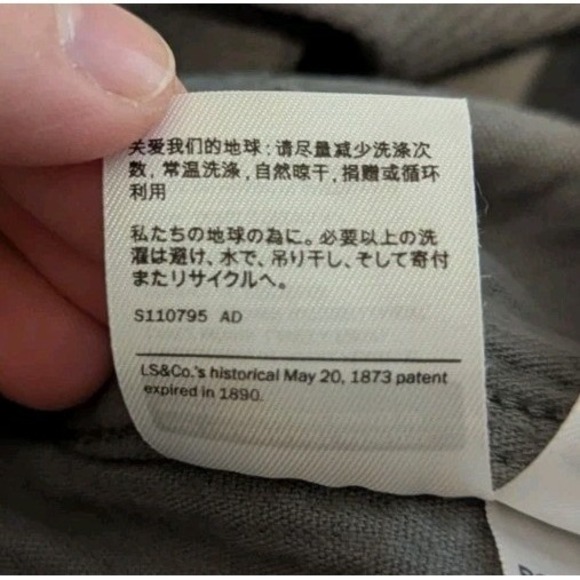 关爱我们的地球：请尽量减少洗涤次
数，常温洗涤，自然晾干，捐赠或循环
利用
私たちの地球の為に。必要以上の洗
濯は避け、水で、吊り干し、そして寄付
またリサイクルへ。
S110795 AD
LS&Co.'s historical May 20, 1873 patent
expired in 1890.